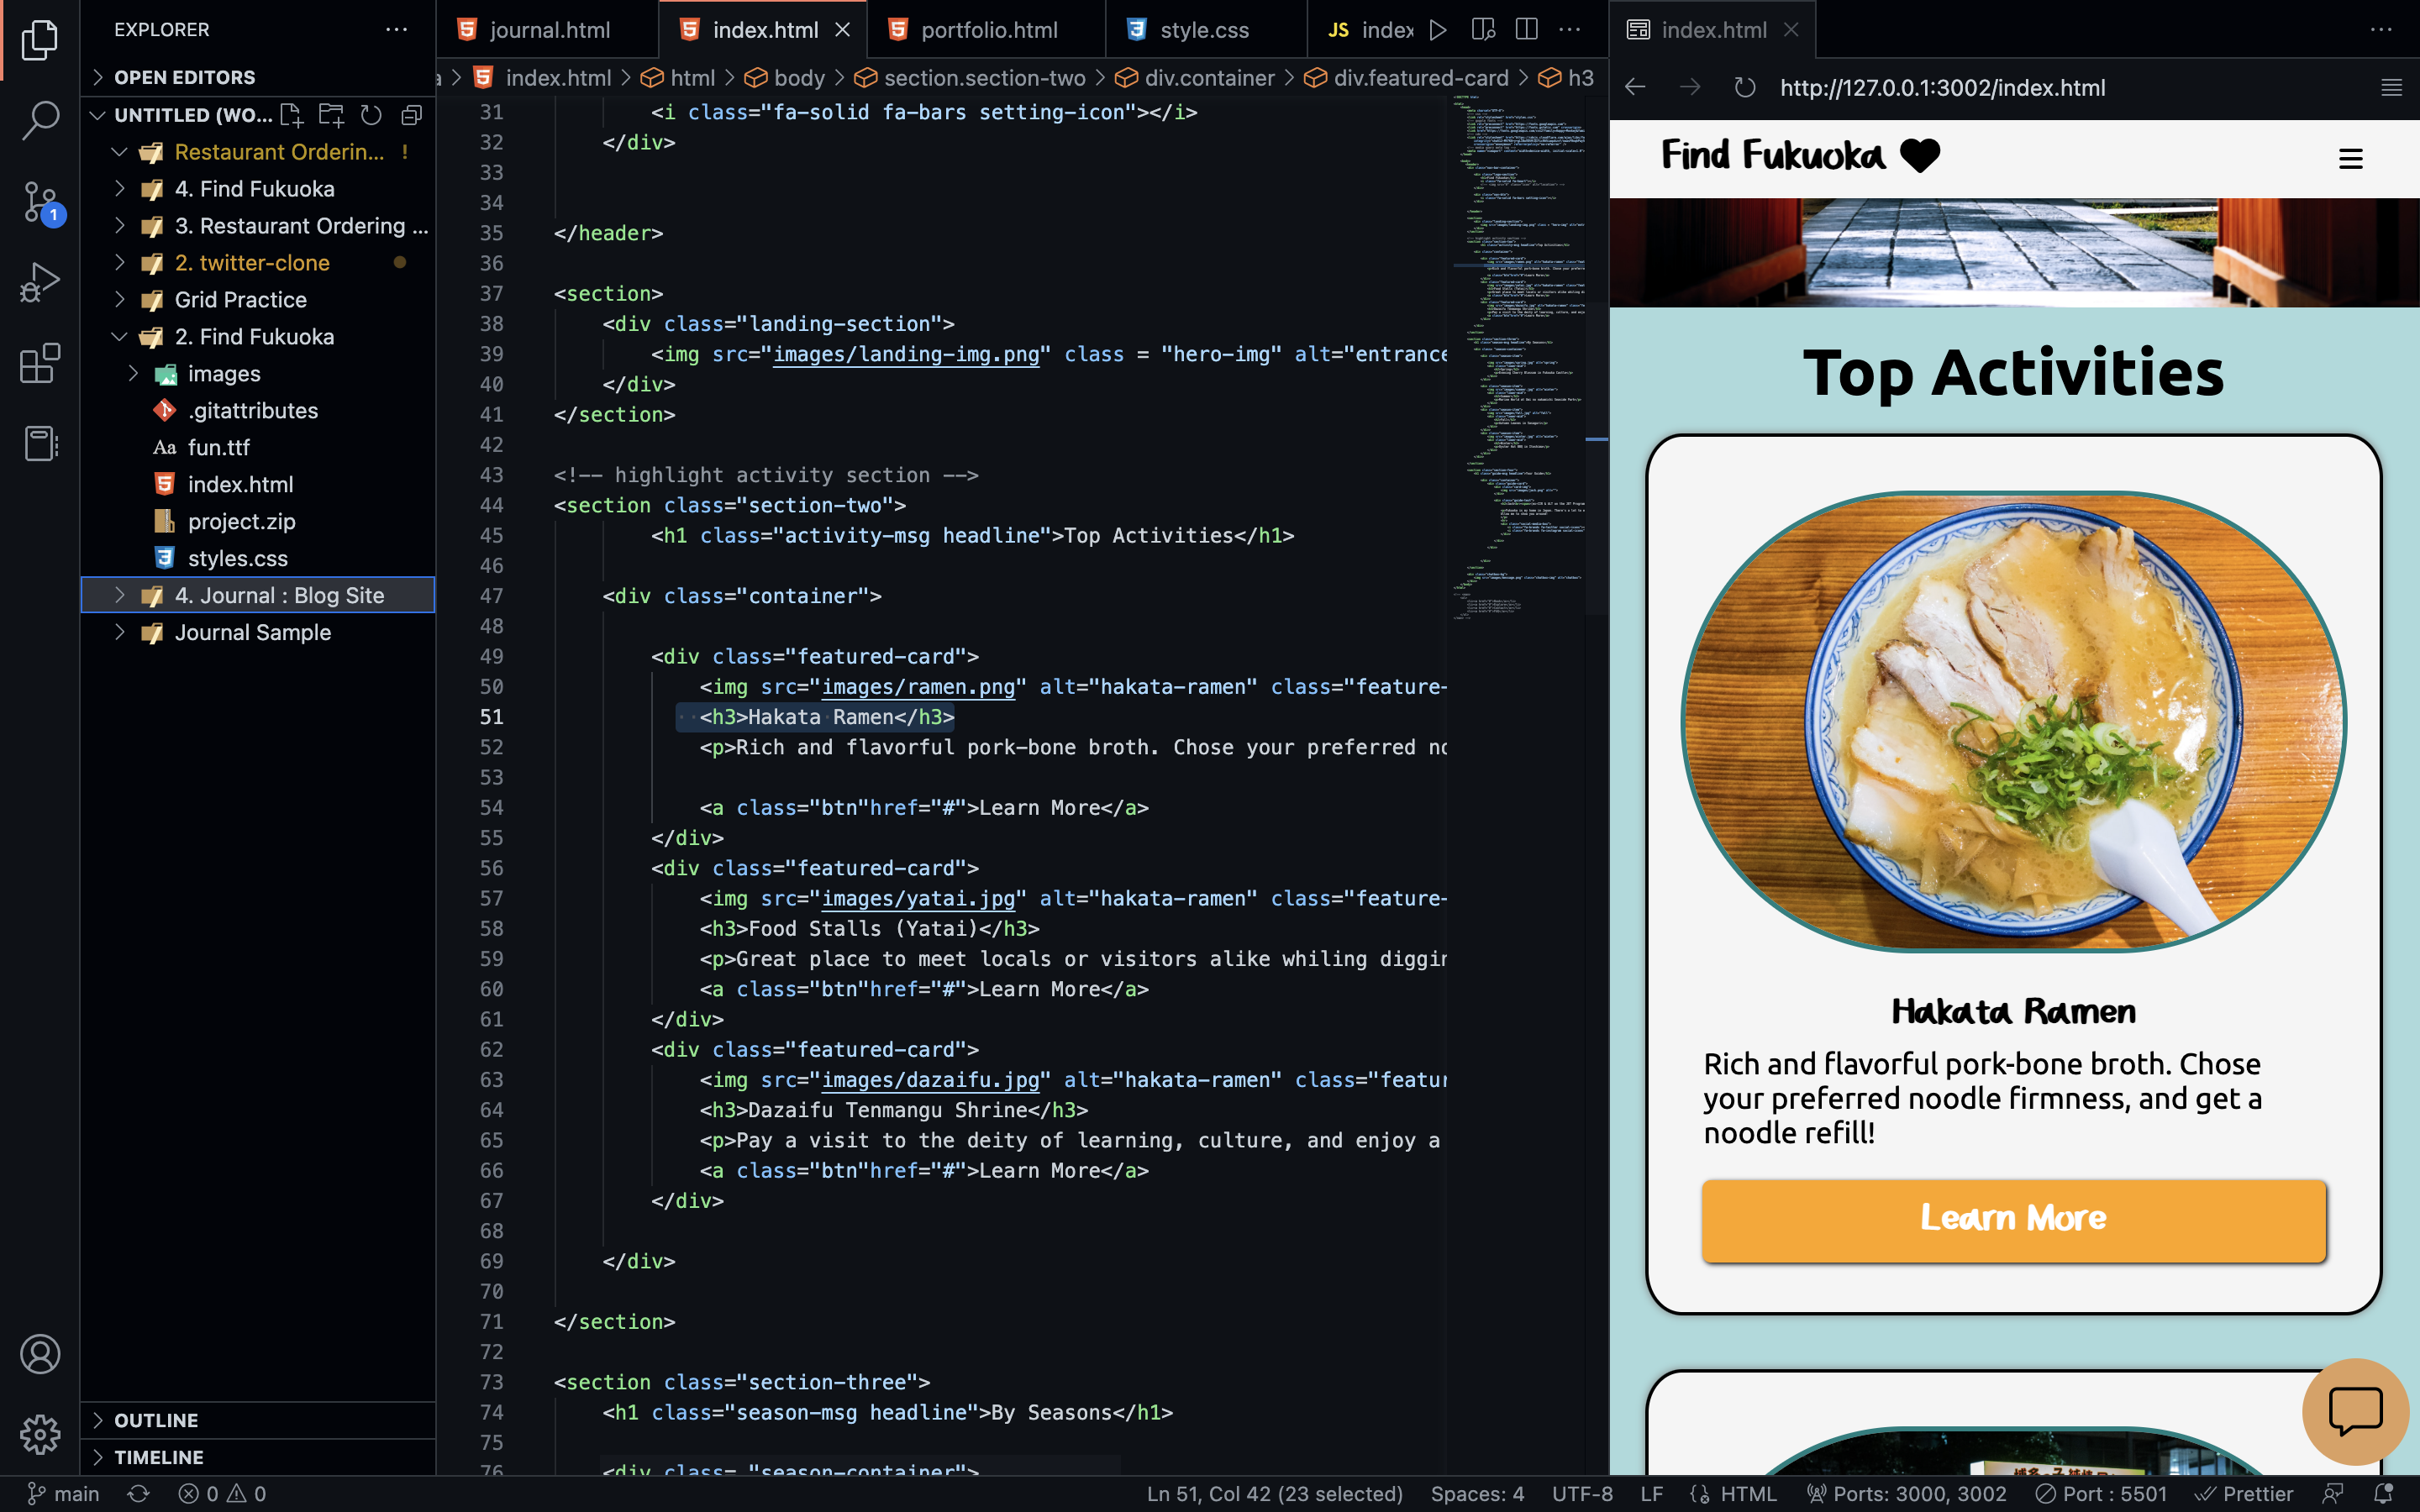 EXPLORER
OPEN EDITORS
UNTITLED (WO...
Restaurant Orderin... !
4. Find Fukuoka
3. Restaurant Ordering ...
2. twitter-clone
Grid Practice
2. Find Fukuoka
images
.gitattributes
Aa fun.ttf
index.html
project.zip
styles.css
4. Journal : Blog Site
Journal Sample
OUTLINE
TIMELINE
1
journal.html
index.html
portfolio.html
style.css
JS index
index.html > html > body > section.section-two > div.container > div.featured-card > h3
31 <i class="fa-solid fa-bars setting-icon"></i>
32 </div>
33
34
35 </header>
36
37 <section>
38 <div class="landing-section">
39 <img src="images/landing-img.png" class = "hero-img" alt="entrance
40 </div>
41 </section>
42
43 <!-- highlight activity section -->
44 <section class="section-two">
45 <h1 class="activity-msg headline">Top Activities</h1>
46
47 <div class="container">
48
49 <div class="featured-card">
50 <img src="images/ramen.png" alt="hakata-ramen" class="feature-
51 <h3>Hakata Ramen</h3>
52 <p>Rich and flavorful pork-bone broth. Chose your preferred no
53
54 <a class="btn"href="#">Learn More</a>
55 </div>
56 <div class="featured-card">
57 <img src="images/yatai.jpg" alt="hakata-ramen" class="feature-
58 <h3>Food Stalls (Yatai)</h3>
59 <p>Great place to meet locals or visitors alike whiling diggin
60 <a class="btn"href="#">Learn More</a>
61 </div>
62 <div class="featured-card">
63 <img src="images/dazaifu.jpg" alt="hakata-ramen" class="featur
64 <h3>Dazaifu Tenmangu Shrine</h3>
65 <p>Pay a visit to the deity of learning, culture, and enjoy a
66 <a class="btn"href="#">Learn More</a>
67 </div>
68
69 </div>
70
71 </section>
72
73 <section class="section-three">
74 <h1 class="season-msg headline">By Seasons</h1>
75
76 <div class= "season-container">
index.html
http://127.0.0.1:3002/index.html
Find Fukuoka
Top Activities
Hakata Ramen
Rich and flavorful pork-bone broth. Chose
your preferred noodle firmness, and get a
noodle refill!
Learn More
main
0 0
Ln 51, Col 42 (23 selected)
Spaces: 4
UTF-8
LF
HTML
Ports: 3000, 3002
Port : 5501
Prettier